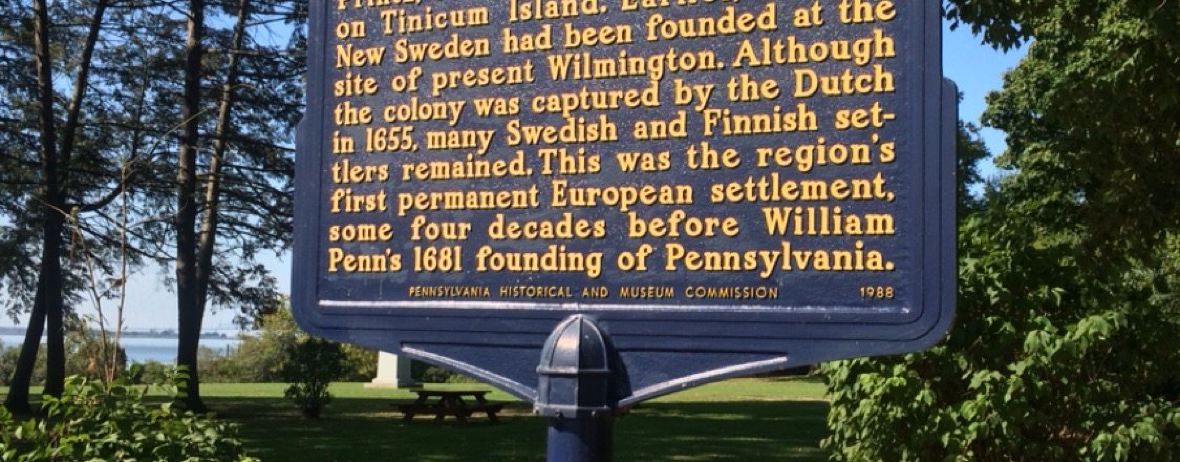 on Tinicum Island.
New Sweden had been founded at the
site of present Wilmington. Although
the colony was captured by the Dutch
in 1655, many Swedish and Finnish set-
tlers remained. This was the region's
first permanent European settlement,
some four decades before William
Penn's 1681 founding of Pennsylvania.
PENNSYLVANIA HISTORICAL AND MUSEUM COMMISSION 1988